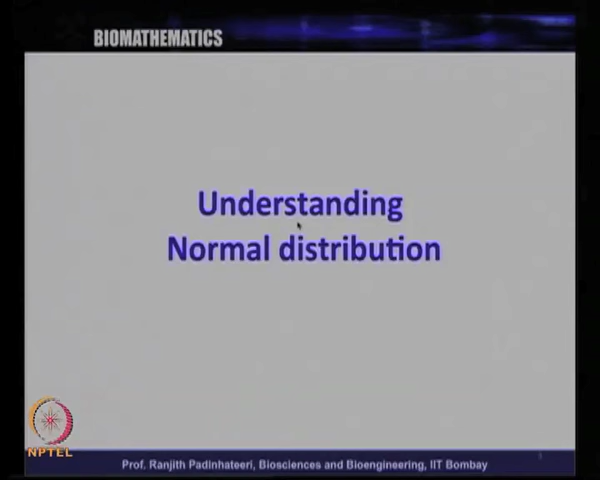 BIOMATHEMATICS
Understanding
Normal distribution
NPTEL
Prof. Ranjith Padinhateeri, Biosciences and Bioengineering, IIT Bombay